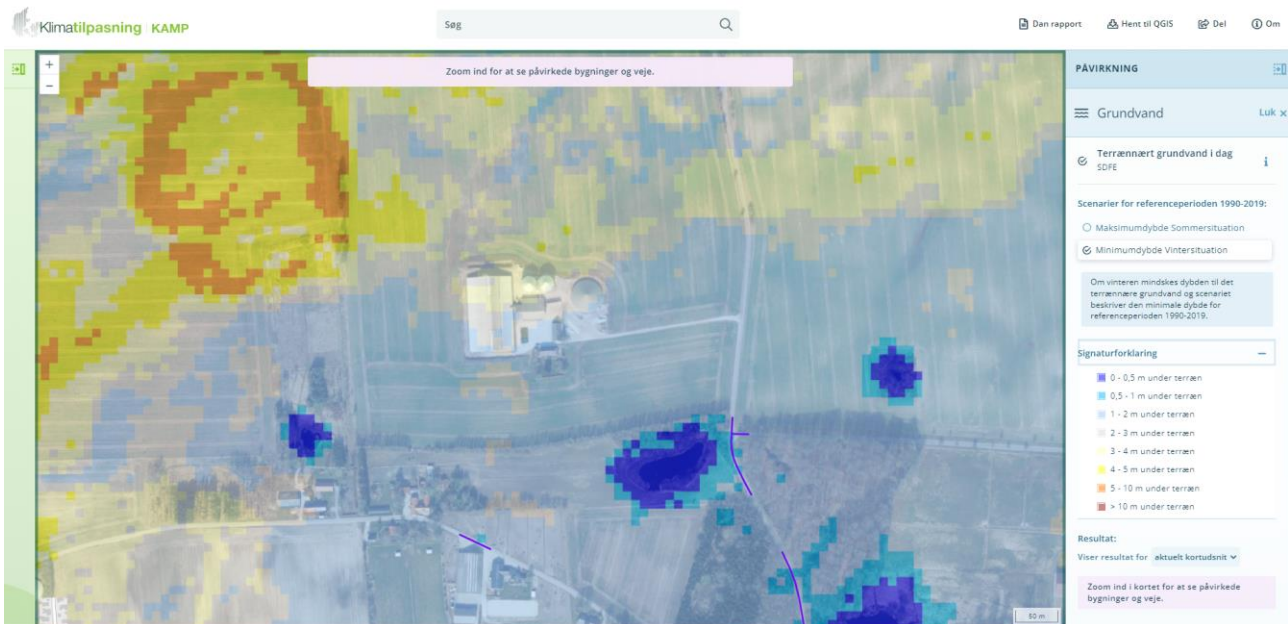 Klimatilpasning KAMP
Søg
Dan rapport
Hent til QGIS
Del
Om
+
−
Zoom ind for at se påvirkede bygninger og veje.
PÅVIRKNING
Grundvand
Luk ×
Terrænnært grundvand i dag
SDFE
i
Scenarier for referenceperioden 1990-2019:
Maksimumdybde Sommersituation
Minimumdybde Vintersituation
Om vinteren mindskes dybden til det
terrænnære grundvand og scenariet
beskriver den minimale dybde for
referenceperioden 1990-2019.
Signaturforklaring −
0 - 0,5 m under terræn
0,5 - 1 m under terræn
1 - 2 m under terræn
2 - 3 m under terræn
3 - 4 m under terræn
4 - 5 m under terræn
5 - 10 m under terræn
> 10 m under terræn
Resultat:
Viser resultat for aktuelt kortudsnit
Zoom ind i kortet for at se påvirkede
bygninger og veje.
50 m